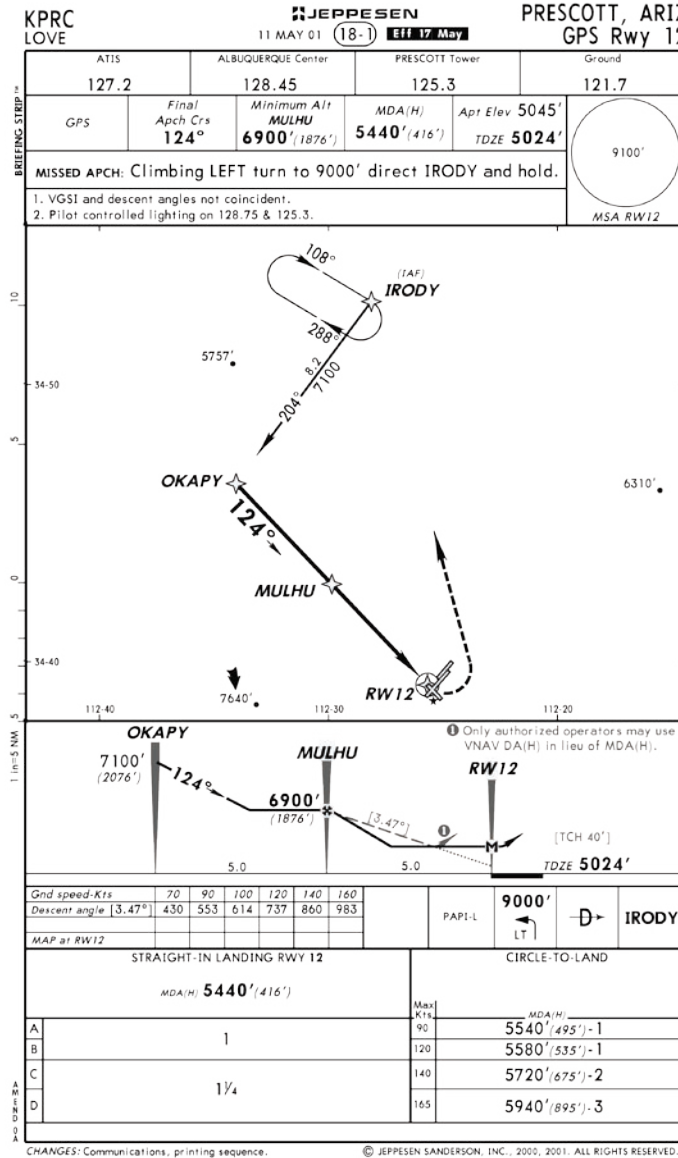 KPRC
LOVE
JEPPESEN
11 MAY 01 18-1 Eff 17 May
PRESCOTT, ARIZ
GPS Rwy 12
ATIS
127.2
ALBUQUERQUE Center
128.45
PRESCOTT Tower
125.3
Ground
121.7
BRIEFING STRIP™
GPS
Final
Apch Crs
124°
Minimum Alt
MULHU
6900'(1876')
MDA(H)
5440'(416')
Apt Elev 5045'
TDZE 5024'
9100'
MSA RW12
MISSED APCH: Climbing LEFT turn to 9000' direct IRODY and hold.
1. VGSI and descent angles not coincident.
2. Pilot controlled lighting on 128.75 & 125.3.
108°
(IAF)
IRODY
288°
10
5757'
8.2
7100
204°
34-50
5
OKAPY
6310'
124°
0
MULHU
34-40
RW12
7640'
5
112-40
112-30
112-20
1 in=5 NM
OKAPY
7100'
(2076')
124°
MULHU
6900'
(1876')
[3.47°]
1
1 Only authorized operators may use
VNAV DA(H) in lieu of MDA(H).
RW12
M
[TCH 40']
5.0
5.0
TDZE 5024'
Gnd speed-Kts 70 90 100 120 140 160
Descent angle [3.47°] 430 553 614 737 860 983
MAP at RW12
PAPI-L
9000'
LT
D
IRODY
STRAIGHT-IN LANDING RWY 12
MDA(H) 5440'(416')
CIRCLE-TO-LAND
Max
Kts
MDA(H)
A
B
1
C
D
1¼
90 5540'(495')-1
120 5580'(535')-1
140 5720'(675')-2
165 5940'(895')-3
AMEND 0A
CHANGES: Communications, printing sequence.
© JEPPESEN SANDERSON, INC., 2000, 2001. ALL RIGHTS RESERVED.